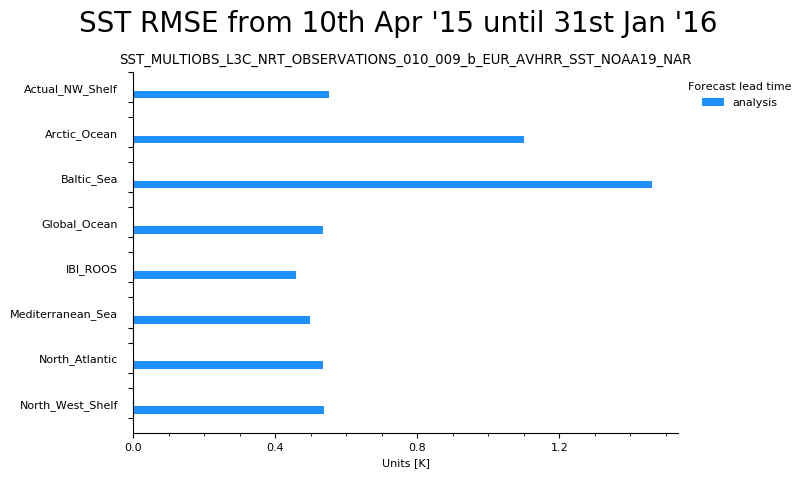 SST RMSE from 10th Apr '15 until 31st Jan '16
SST_MULTIOBS_L3C_NRT_OBSERVATIONS_010_009_b_EUR_AVHRR_SST_NOAA19_NAR
Forecast lead time
analysis
Actual_NW_Shelf
Arctic_Ocean
Baltic_Sea
Global_Ocean
IBI_ROOS
Mediterranean_Sea
North_Atlantic
North_West_Shelf
0.0 0.4 0.8 1.2
Units [K]